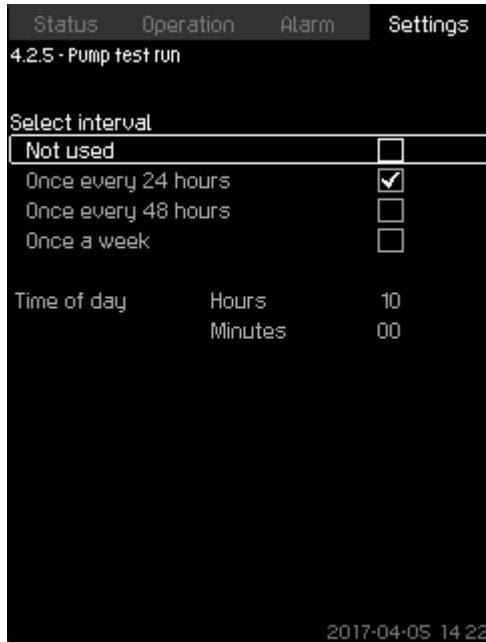 Status Operation Alarm Settings
4.2.5 - Pump test run
Select interval
Not used
Once every 24 hours
Once every 48 hours
Once a week
Time of day Hours 10
Minutes 00
2017-04-05 14:22